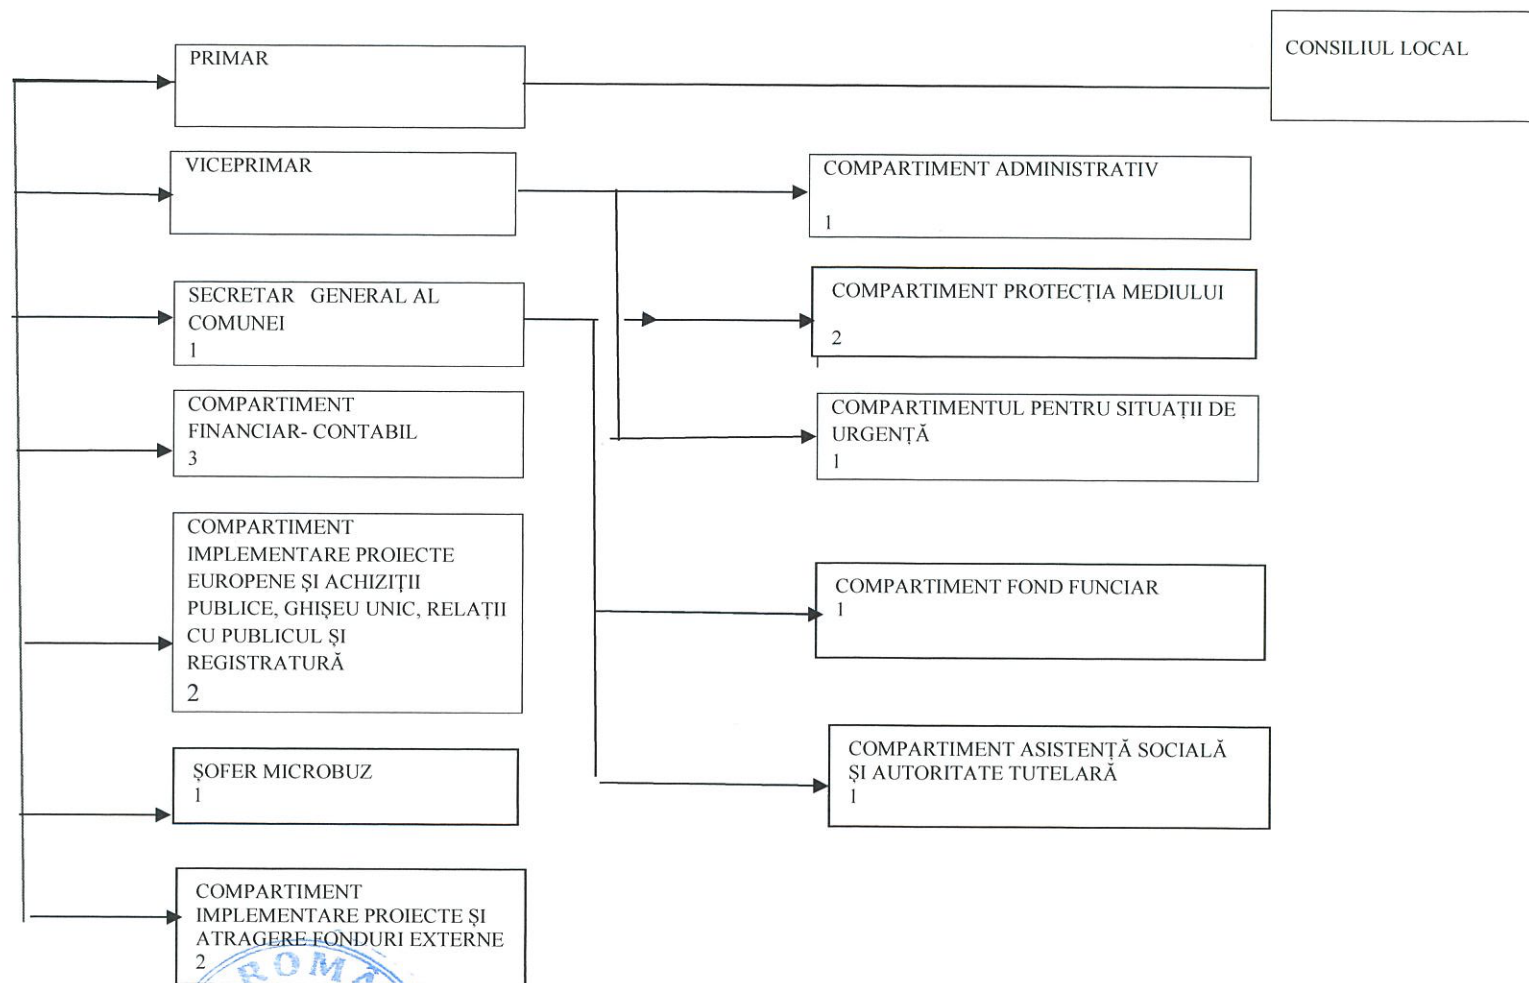 PRIMAR
CONSILIUL LOCAL
VICEPRIMAR
COMPARTIMENT ADMINISTRATIV
1
SECRETAR GENERAL AL
COMUNEI
1
COMPARTIMENT PROTECȚIA MEDIULUI
2
COMPARTIMENT
FINANCIAR- CONTABIL
3
COMPARTIMENTUL PENTRU SITUAȚII DE
URGENȚĂ
1
COMPARTIMENT
IMPLEMENTARE PROIECTE
EUROPENE ȘI ACHIZIȚII
PUBLICE, GHIȘEU UNIC, RELAȚII
CU PUBLICUL ȘI
REGISTRATURĂ
2
COMPARTIMENT FOND FUNCIAR
1
ȘOFER MICROBUZ
1
COMPARTIMENT ASISTENȚĂ SOCIALĂ
ȘI AUTORITATE TUTELARĂ
1
COMPARTIMENT
IMPLEMENTARE PROIECTE ȘI
ATRAGERE FONDURI EXTERNE
2
ROMÂ